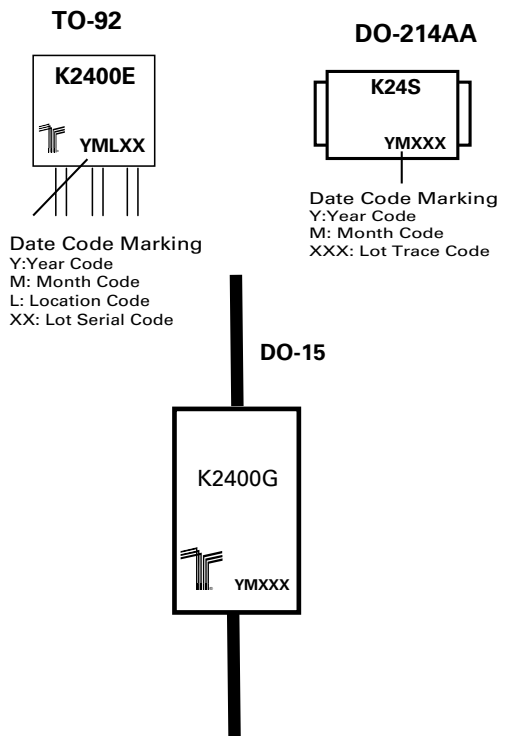 TO-92
K2400E
YMLXX
Date Code Marking
Y:Year Code
M: Month Code
L: Location Code
XX: Lot Serial Code
DO-214AA
K24S
YMXXX
Date Code Marking
Y:Year Code
M: Month Code
XXX: Lot Trace Code
DO-15
K2400G
YMXXX